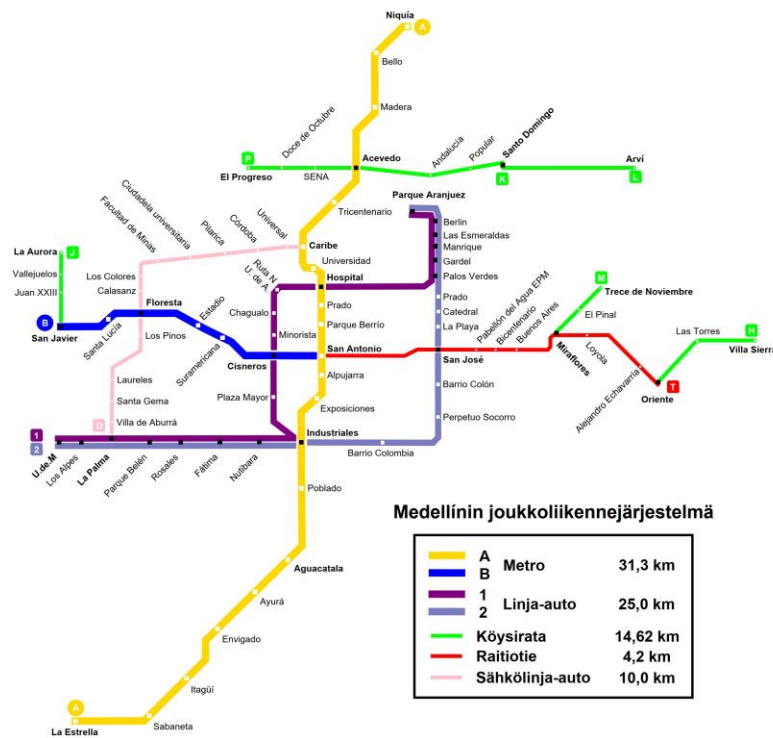 Niquía
A
Bello
Madera
Doce de Octubre
Andalucía
Popular
Santo Domingo
P
Acevedo
Arví
El Progreso
SENA
K
L
Parque Aranjuez
Tricentenario
Berlin
Las Esmeraldas
Manrique
Gardel
Palos Verdes
Facultad de Minas
Ciudadela universitaria
Pilarica
Córdoba
Universal
Caribe
Universidad
La Aurora
J
Vallejuelos
Juan XXIII
Los Colores
Calasanz
Ruta N
U. de A.
Hospital
M
Trece de Noviembre
Floresta
Estadio
Chagualo
Prado
Prado
Catedral
La Playa
Pabellón del Agua EPM
Bicentenario
Buenos Aires
El Pinal
B
San Javier
Santa Lucía
Los Pinos
Suramericana
Minorista
Parque Berrío
Las Torres
H
Villa Sierra
Cisneros
San Antonio
San José
Miraflores
Loyola
Alejandro Echavarría
Oriente
T
Laureles
Santa Gema
Villa de Aburrá
O
Alpujarra
Plaza Mayor
Exposiciones
Barrio Colón
Perpetuo Socorro
1
2
Industriales
Barrio Colombia
U.de.M
Los Alpes
La Palma
Parque Belén
Rosales
Fátima
Nutibara
Poblado
Aguacatala
Ayurá
Envigado
Itagüí
A
La Estrella
Sabaneta
Medellínin joukkoliikennejärjestelmä
A
B
Metro 31,3 km
1
2
Linja-auto 25,0 km
Köysirata 14,62 km
Raitiotie 4,2 km
Sähkölinja-auto 10,0 km